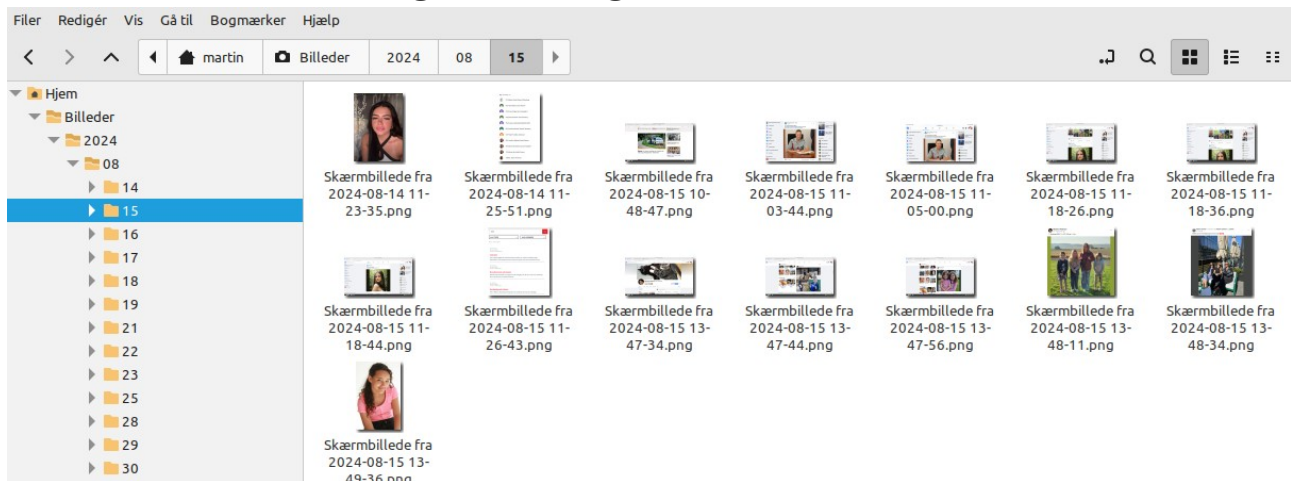 Filer Redigér Vis Gå til Bogmærker Hjælp
martin Billeder 2024 08 15
Hjem
Billeder
2024
08
14
15
16
17
18
19
21
22
23
25
28
29
30
Skærmbillede fra
2024-08-14 11-
23-35.png
Skærmbillede fra
2024-08-14 11-
25-51.png
Skærmbillede fra
2024-08-15 10-
48-47.png
Skærmbillede fra
2024-08-15 11-
03-44.png
Skærmbillede fra
2024-08-15 11-
05-00.png
Skærmbillede fra
2024-08-15 11-
18-26.png
Skærmbillede fra
2024-08-15 11-
18-36.png
Skærmbillede fra
2024-08-15 11-
18-44.png
Skærmbillede fra
2024-08-15 11-
26-43.png
Skærmbillede fra
2024-08-15 13-
47-34.png
Skærmbillede fra
2024-08-15 13-
47-44.png
Skærmbillede fra
2024-08-15 13-
47-56.png
Skærmbillede fra
2024-08-15 13-
48-11.png
Skærmbillede fra
2024-08-15 13-
48-34.png
Skærmbillede fra
2024-08-15 13-
49-36.png